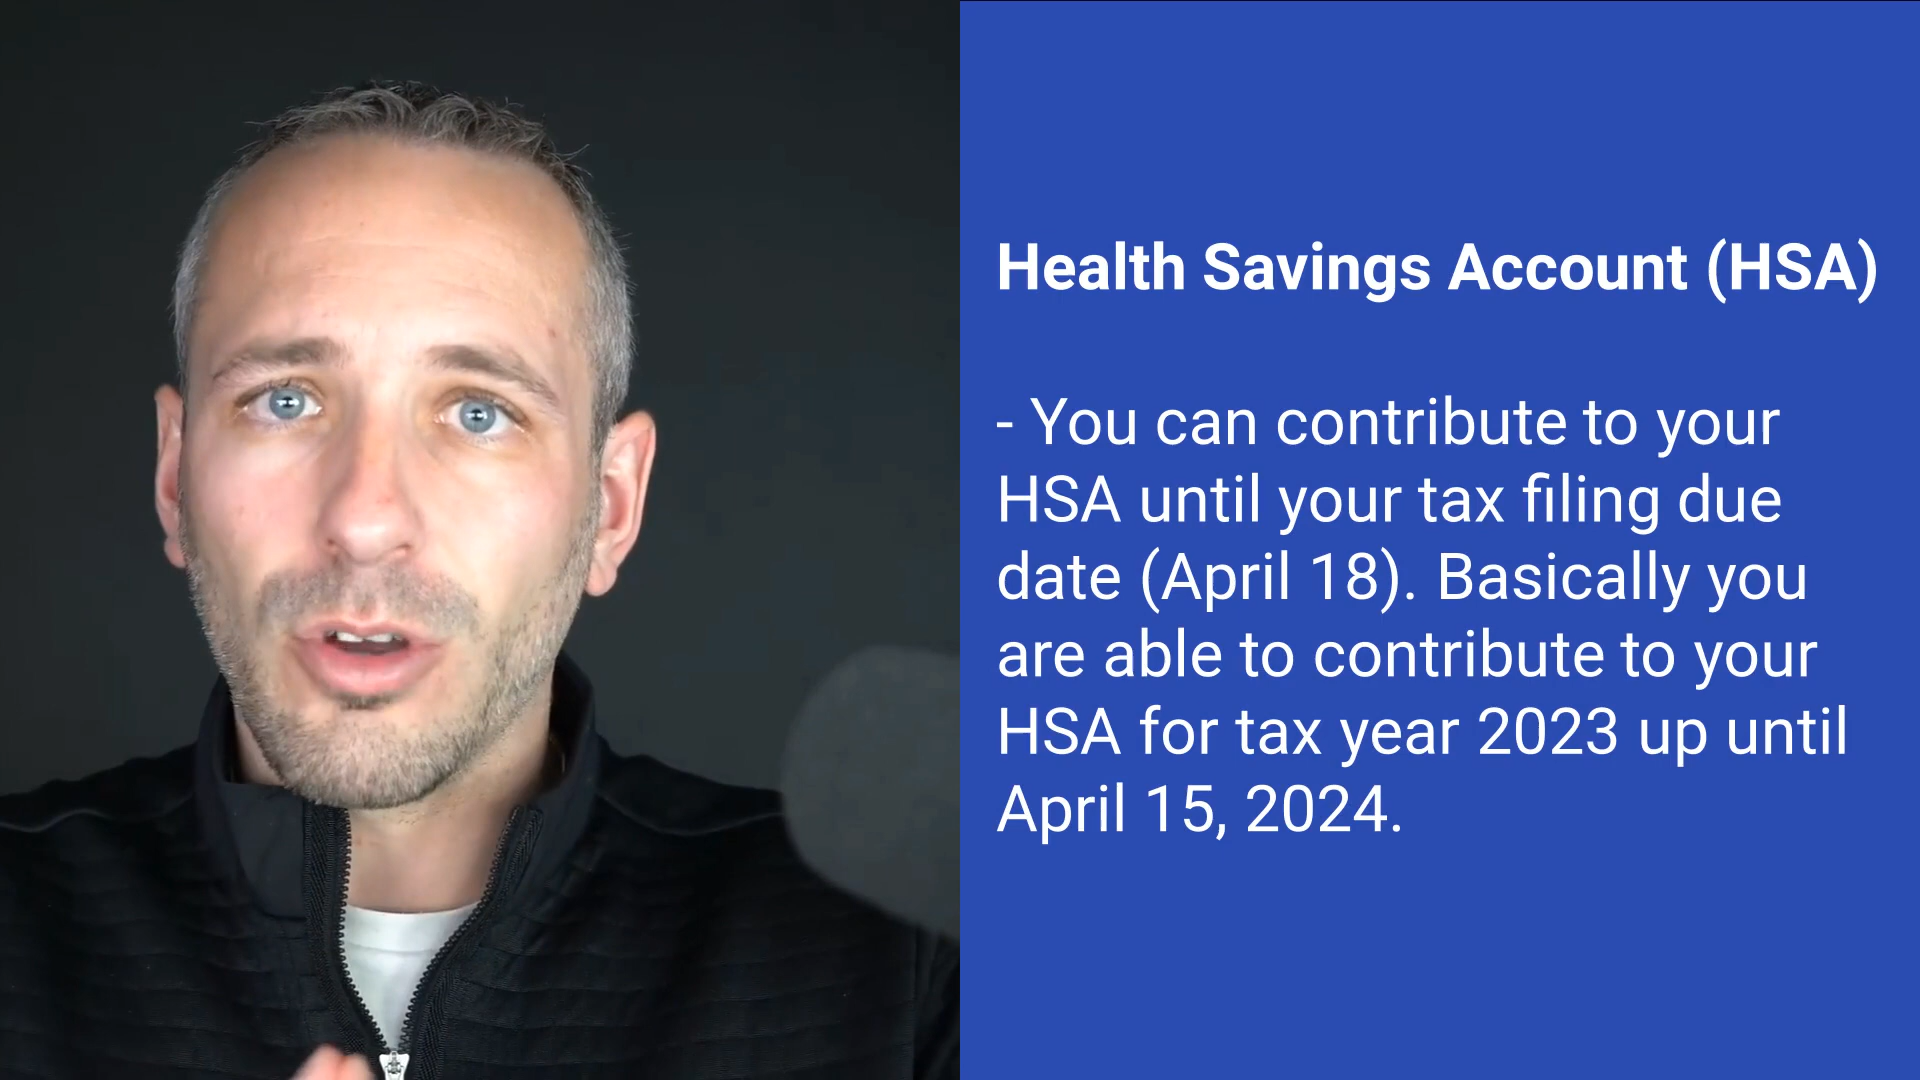 Health Savings Account (HSA)
- You can contribute to your
HSA until your tax filing due
date (April 18). Basically you
are able to contribute to your
HSA for tax year 2023 up until
April 15, 2024.